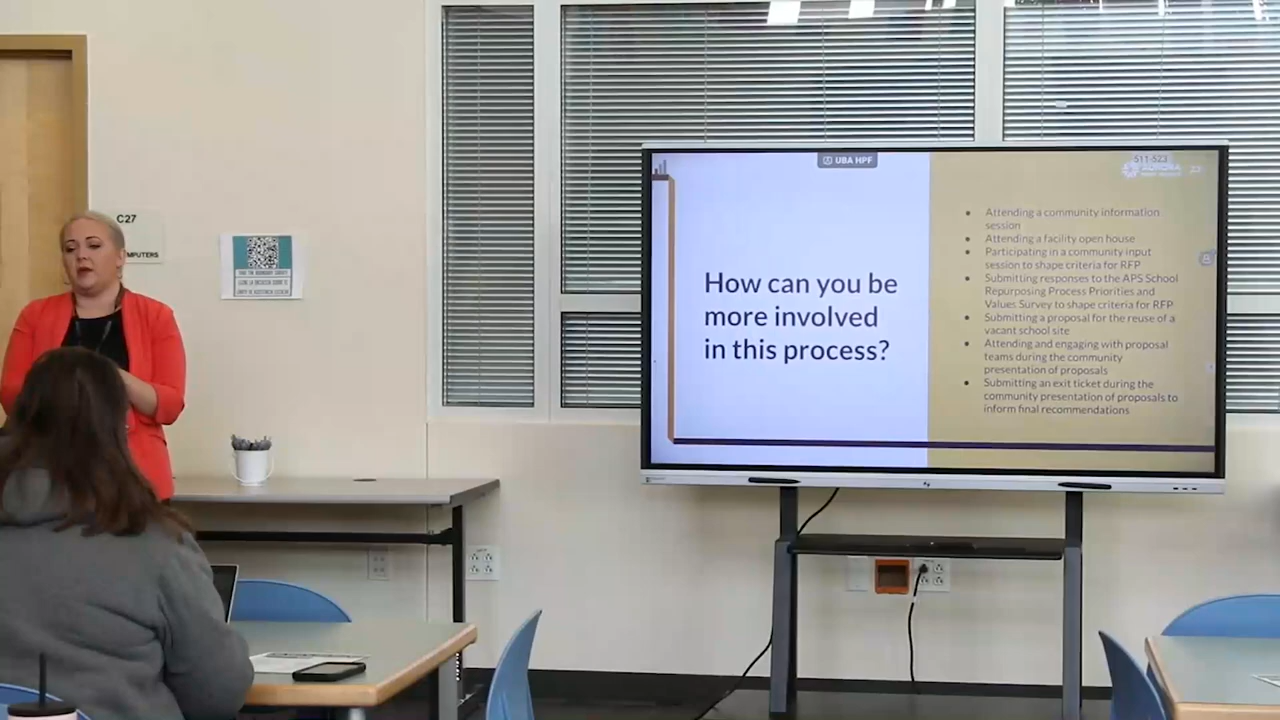 C27
MPUTERS
UBA HPF
511-523
23
How can you be
more involved
in this process?
• Attending a community information
session
• Attending a facility open house
• Participating in a community input
session to shape criteria for RFP
• Submitting responses to the APS School
Repurposing Process Priorities and
Values Survey to shape criteria for RFP
• Submitting a proposal for the reuse of a
vacant school site
• Attending and engaging with proposal
teams during the community
presentation of proposals
• Submitting an exit ticket during the
community presentation of proposals to
inform final recommendations